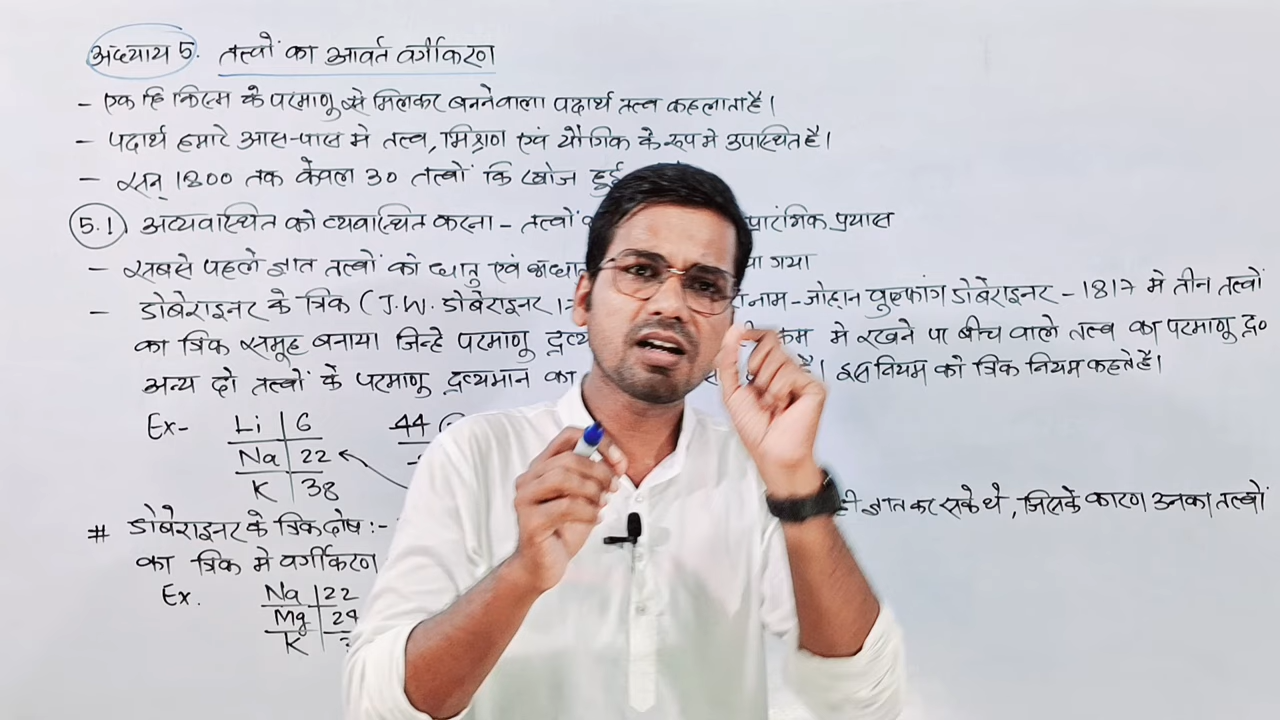 अध्याय 5. तत्त्वों का आवर्त वर्गीकरण
- एक हि किस्म के परमाणु से मिलकर बननेवाला पदार्थ तत्त्व कहलाता है।
- पदार्थ हमारे आस-पास मे तत्त्व, मिश्रण एवं यौगिक के रूप मे उपस्थित है।
- सन् 1800 तक केवल 30 तत्त्वों कि खोज हुई
5.1) अव्यवास्थित को व्यवास्थित करना - तत्त्वों प्रारंभिक प्रयास
- सबसे पहले ज्ञात तत्त्वों को धातु एवं गया
- डोबेराइनर के त्रिक ( J.W. डोबेराइनर - जोहान वुल्फगांग डोबेराइनर - 1817 मे तीन तत्त्वों
का त्रिक समूह बनाया जिन्हे परमाणु क्रम मे रखने पा बीच वाले तत्त्व का परमाणु द्र०
अन्य दो तत्त्वों के परमाणु द्रव्यमान का है। इस नियम को त्रिक नियम कहते है।
Ex- Li 6 44
Na 22
K 38
# डोबेराइनर के त्रिक दोष :- ज्ञात कर सके थे, जिसके कारण उनका तत्त्वों
का त्रिक मे वर्गीकरण
Ex. Na 22
Mg 24
K